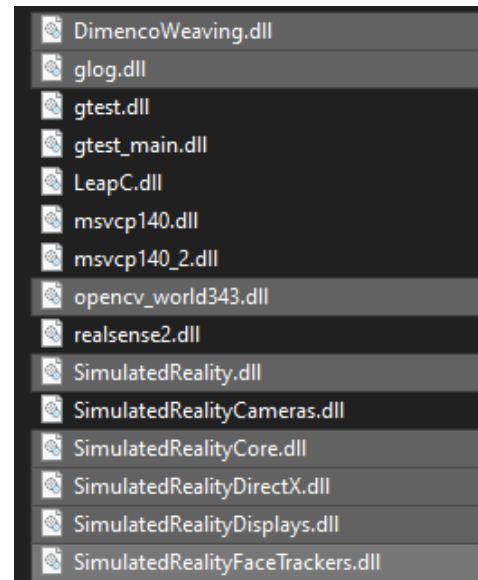 DimencoWeaving.dll
glog.dll
gtest.dll
gtest_main.dll
LeapC.dll
msvcp140.dll
msvcp140_2.dll
opencv_world343.dll
realsense2.dll
SimulatedReality.dll
SimulatedRealityCameras.dll
SimulatedRealityCore.dll
SimulatedRealityDirectX.dll
SimulatedRealityDisplays.dll
SimulatedRealityFaceTrackers.dll